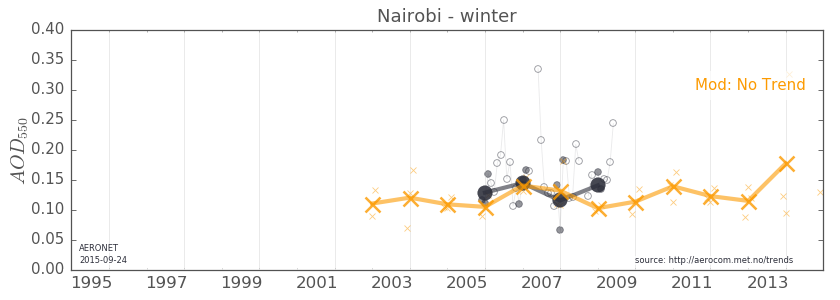 Nairobi - winter
0.40
0.35
0.30
0.25
0.20
0.15
0.10
0.05
0.00
AOD550
Mod: No Trend
AERONET
2015-09-24
source: http://aerocom.met.no/trends
1995 1997 1999 2001 2003 2005 2007 2009 2011 2013